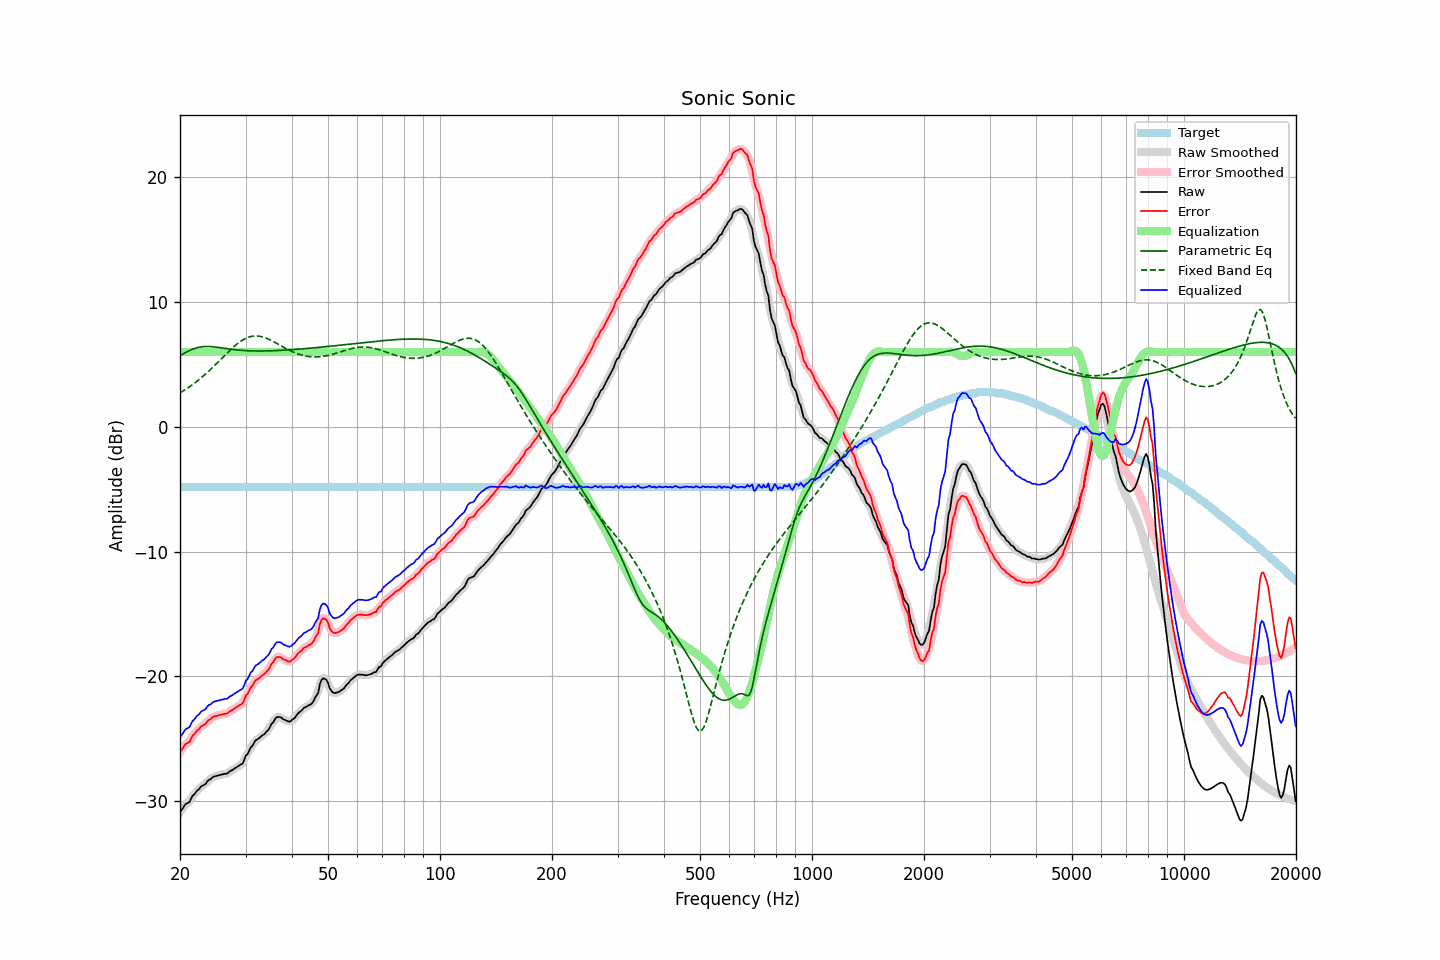 Sonic Sonic
Target
Raw Smoothed
Error Smoothed
Raw
Error
Equalization
Parametric Eq
Fixed Band Eq
Equalized
20
10
0
−10
−20
−30
Amplitude (dBr)
20 50 100 200 500 1000 2000 5000 10000 20000
Frequency (Hz)